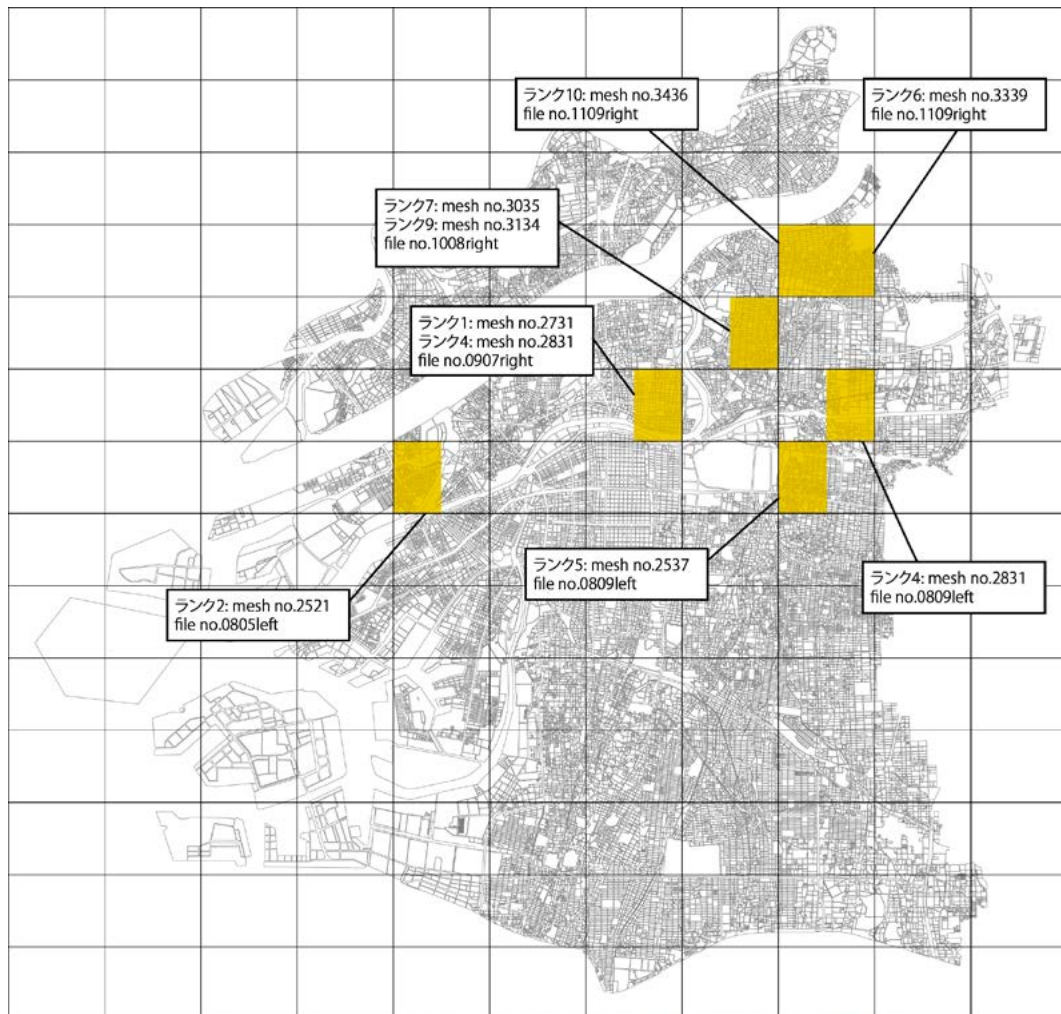 ランク10: mesh no.3436
file no.1109right
ランク6: mesh no.3339
file no.1109right
ランク7: mesh no.3035
ランク9: mesh no.3134
file no.1008right
ランク1: mesh no.2731
ランク4: mesh no.2831
file no.0907right
ランク5: mesh no.2537
file no.0809left
ランク4: mesh no.2831
file no.0809left
ランク2: mesh no.2521
file no.0805left